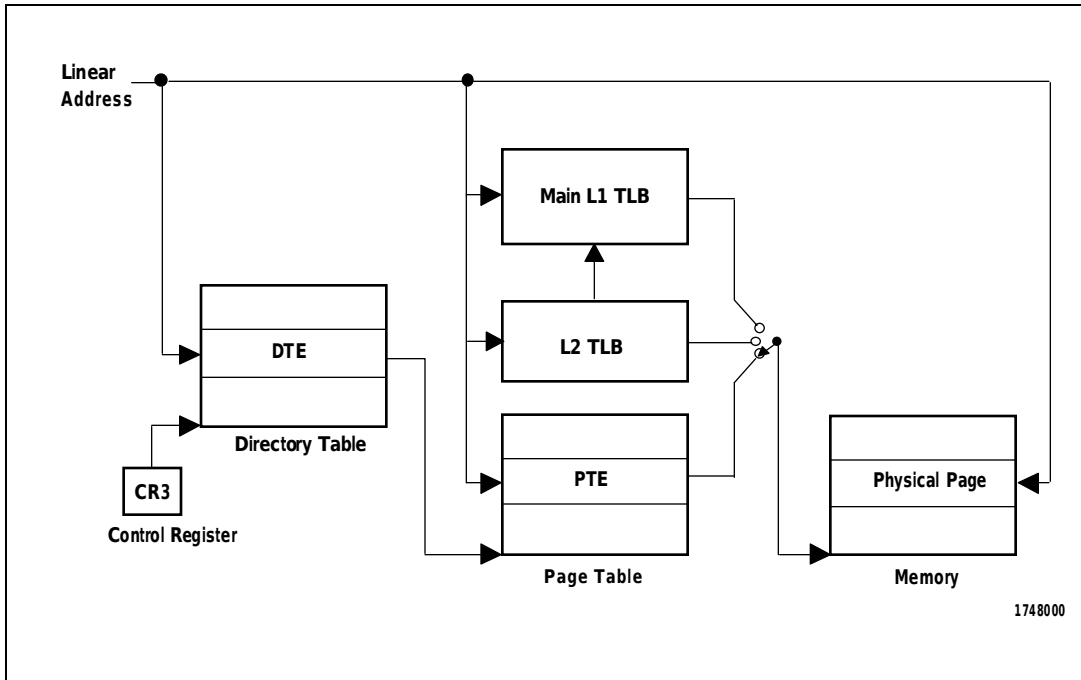 Linear
Address
Main L1 TLB
L2 TLB
DTE
Directory Table
CR3
Control Register
PTE
Page Table
Physical Page
Memory
1748000